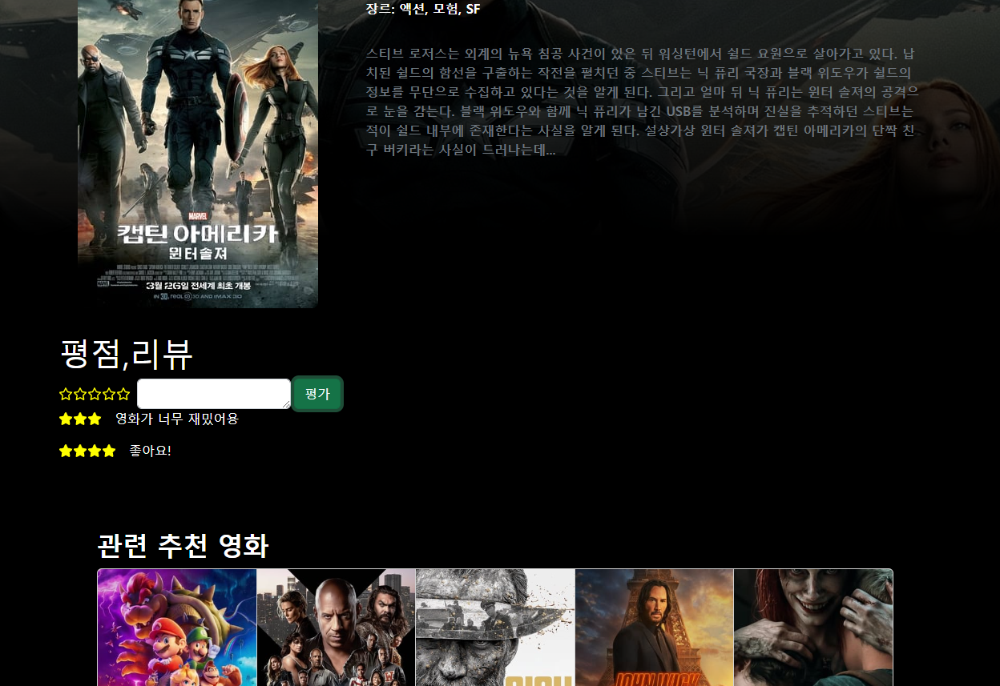 장르: 액션, 모험, SF
스티브 로저스는 외계의 뉴욕 침공 사건이 있은 뒤 워싱턴에서 쉴드 요원으로 살아가고 있다. 납
치된 쉴드의 함선을 구출하는 작전을 펼치던 중 스티브는 닉 퓨리 국장과 블랙 위도우가 쉴드의
정보를 무단으로 수집하고 있다는 것을 알게 된다. 그리고 얼마 뒤 닉 퓨리는 윈터 솔져의 공격으
로 눈을 감는다. 블랙 위도우와 함께 닉 퓨리가 남긴 USB를 분석하며 진실을 추적하던 스티브는
적이 쉴드 내부에 존재한다는 사실을 알게 된다. 설상가상 윈터 솔져가 캡틴 아메리카의 단짝 친
구 버키라는 사실이 드러나는데...
MARVEL
캡틴 아메리카
윈터솔져
3월 26일 전세계 최초 개봉
IN 3D, REAL D 3D AND IMAX 3D
평점,리뷰
평가
영화가 너무 재밌어용
좋아요!
관련 추천 영화
SISU
JOHN WICK